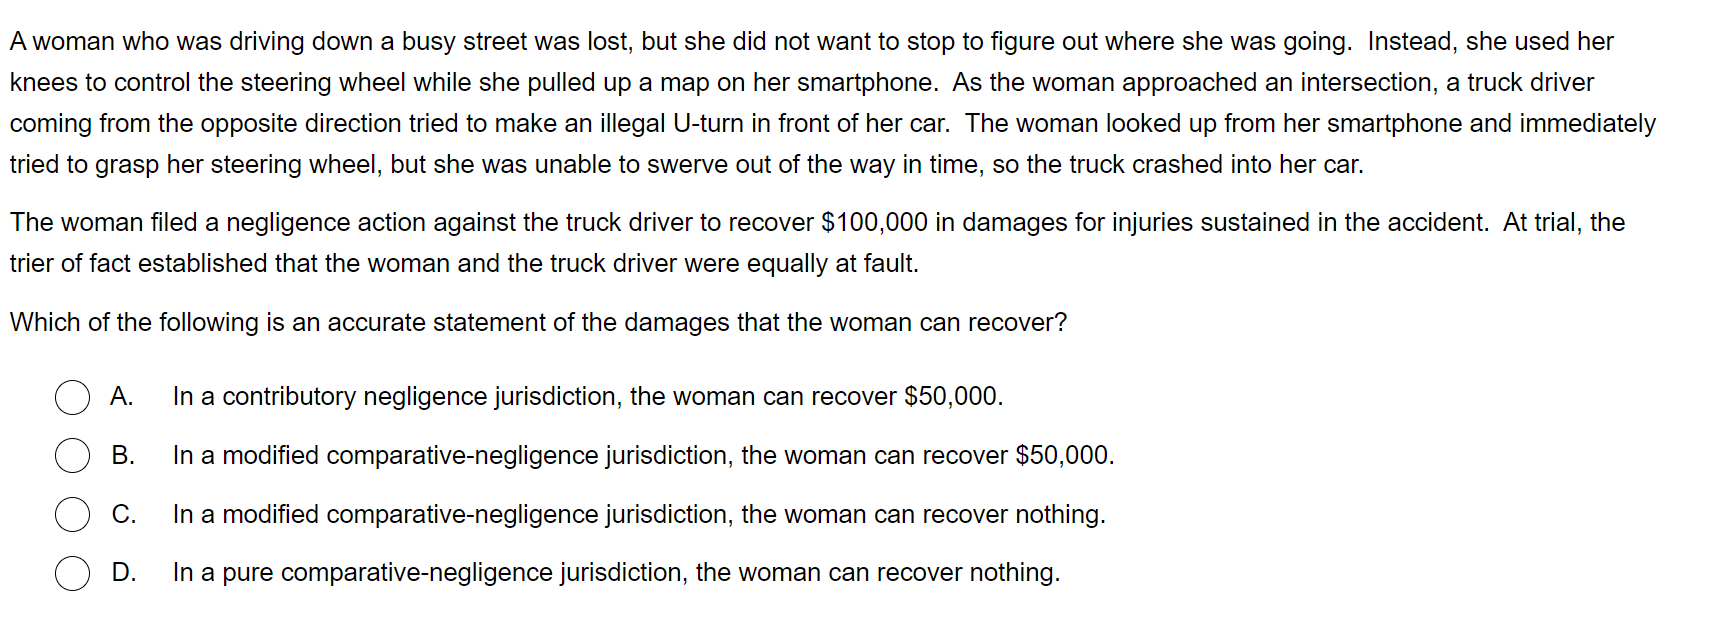 A woman who was driving down a busy street was lost, but she did not want to stop to figure out where she was going.  Instead, she used her
knees to control the steering wheel while she pulled up a map on her smartphone.  As the woman approached an intersection, a truck driver
coming from the opposite direction tried to make an illegal U-turn in front of her car.  The woman looked up from her smartphone and immediately
tried to grasp her steering wheel, but she was unable to swerve out of the way in time, so the truck crashed into her car.
The woman filed a negligence action against the truck driver to recover $100,000 in damages for injuries sustained in the accident.  At trial, the
trier of fact established that the woman and the truck driver were equally at fault.
Which of the following is an accurate statement of the damages that the woman can recover?
A. In a contributory negligence jurisdiction, the woman can recover $50,000.
B. In a modified comparative-negligence jurisdiction, the woman can recover $50,000.
C. In a modified comparative-negligence jurisdiction, the woman can recover nothing.
D. In a pure comparative-negligence jurisdiction, the woman can recover nothing.